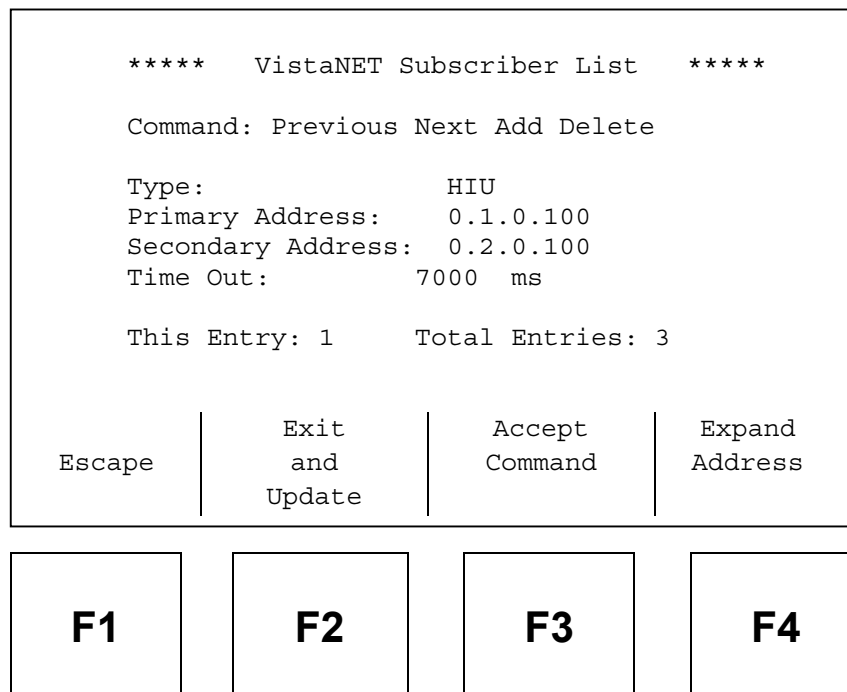 ***** VistaNET Subscriber List *****
Command: Previous Next Add Delete
Type: HIU
Primary Address: 0.1.0.100
Secondary Address: 0.2.0.100
Time Out: 7000 ms
This Entry: 1 Total Entries: 3
Escape
Exit
and
Update
Accept
Command
Expand
Address
F1 F2 F3 F4